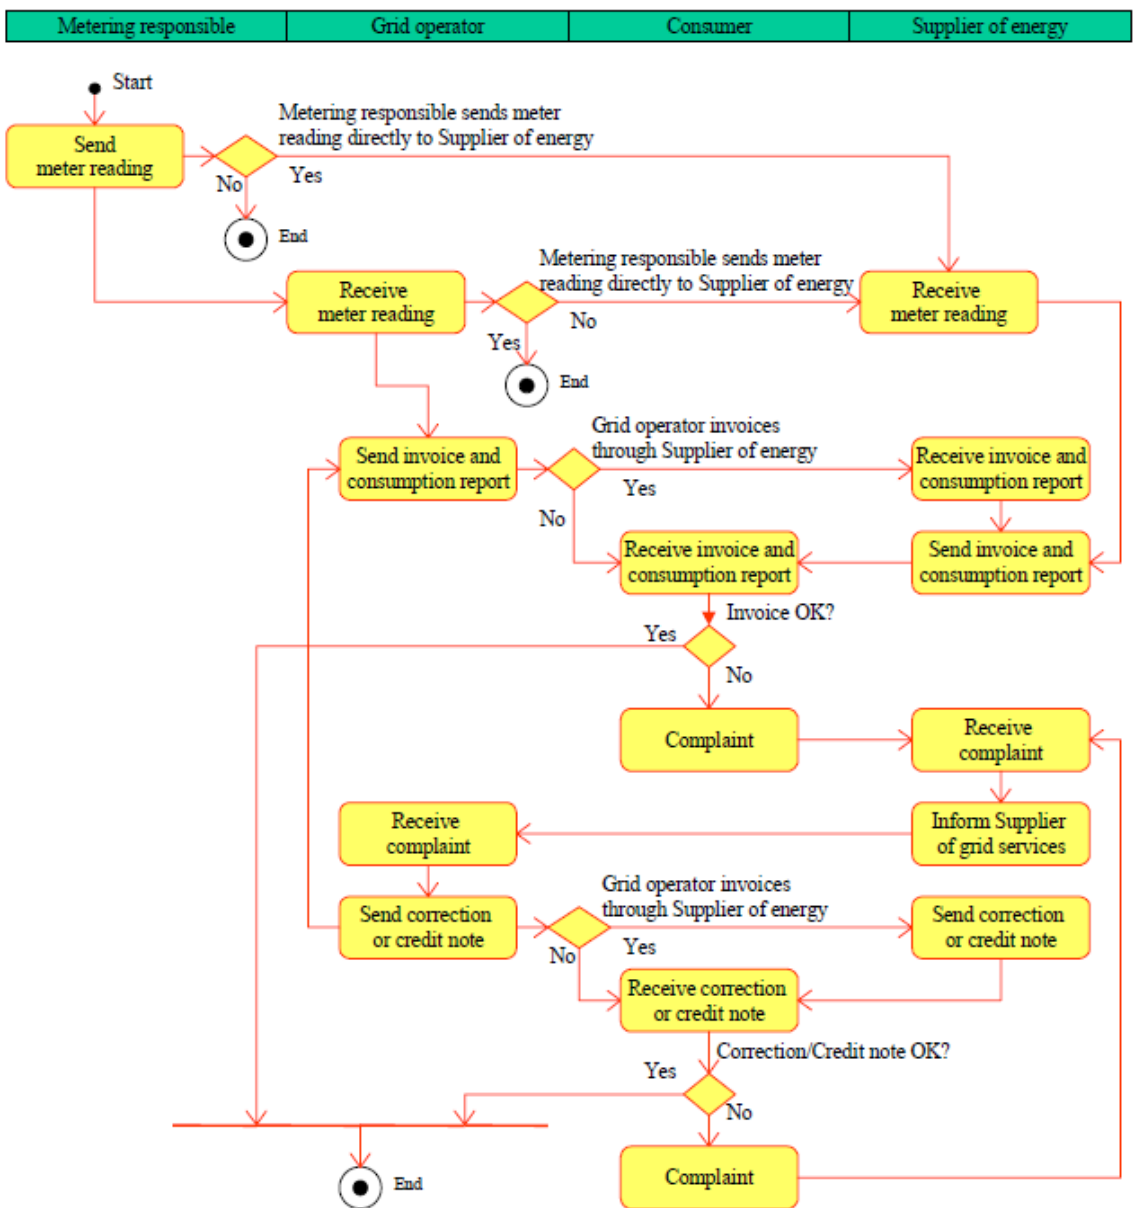 Metering responsible
Grid operator
Consumer
Supplier of energy
Start
Metering responsible sends meter
reading directly to Supplier of energy
Send
meter reading
No
Yes
End
Metering responsible sends meter
reading directly to Supplier of energy
Receive
meter reading
No
Yes
Receive
meter reading
End
Grid operator invoices
through Supplier of energy
Send invoice and
consumption report
Yes
No
Receive invoice and
consumption report
Receive invoice and
consumption report
Send invoice and
consumption report
Invoice OK?
Yes
No
Complaint
Receive
complaint
Receive
complaint
Inform Supplier
of grid services
Grid operator invoices
through Supplier of energy
Send correction
or credit note
No
Yes
Send correction
or credit note
Receive correction
or credit note
Correction/Credit note OK?
Yes
No
Complaint
End